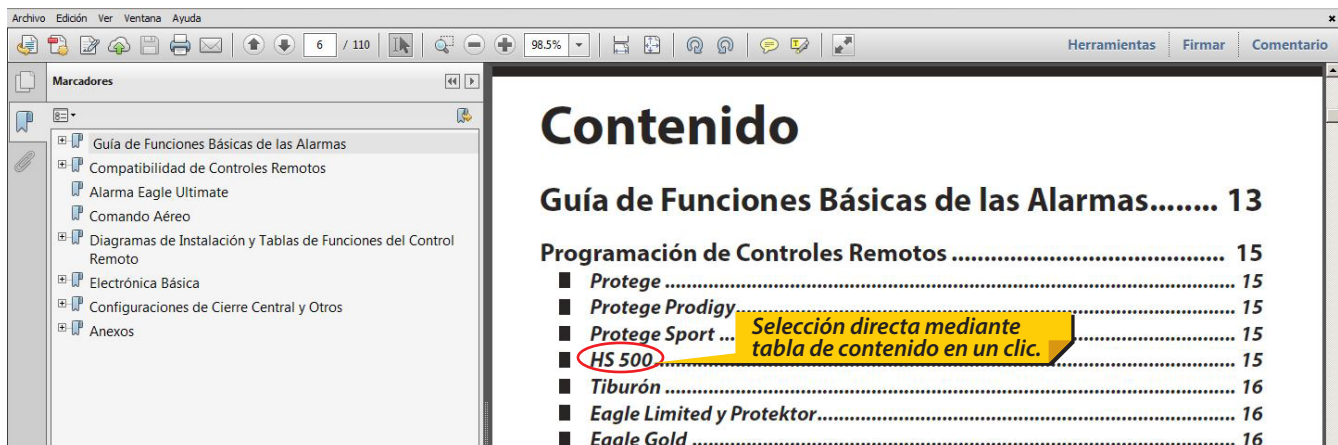 Archivo Edición Ver Ventana Ayuda
6 / 110 98.5% Herramientas Firmar Comentario
Marcadores
Guía de Funciones Básicas de las Alarmas
Compatibilidad de Controles Remotos
Alarma Eagle Ultimate
Comando Aéreo
Diagramas de Instalación y Tablas de Funciones del Control
Remoto
Electrónica Básica
Configuraciones de Cierre Central y Otros
Anexos
Contenido
Guía de Funciones Básicas de las Alarmas........ 13
Programación de Controles Remotos ......................................... 15
Protege ........................................................................................................ 15
Protege Prodigy............................................................................................ 15
Protege Sport ... 15
Selección directa mediante
tabla de contenido en un clic.
HS 500.......................................................................................................... 15
Tiburón ........................................................................................................ 16
Eagle Limited y Protektor............................................................................. 16
Eagle Gold ................................................................................................... 16